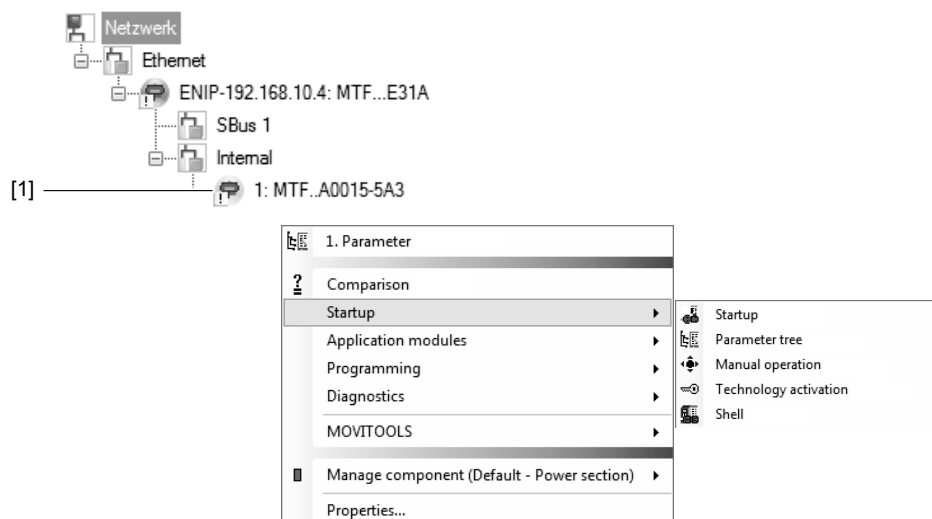 Netzwerk
Ethernet
ENIP-192.168.10.4: MTF...E31A
SBus 1
Internal
[1]
1: MTF..A0015-5A3
1. Parameter
Comparison
Startup
Application modules
Programming
Diagnostics
MOVITOOLS
Manage component (Default - Power section)
Properties...
Startup
Parameter tree
Manual operation
Technology activation
Shell